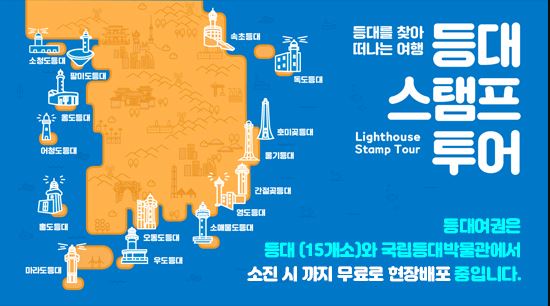 등대를 찾아
떠나는 여행
등대
스탬프
투어
Lighthouse
Stamp Tour
소청도등대
팔미도등대
옹도등대
어청도등대
홍도등대
마라도등대
속초등대
독도등대
호미곶등대
울기등대
간절곶등대
영도등대
소매물도등대
오동도등대
우도등대
등대여권은
등대 (15개소)와 국립등대박물관에서
소진 시 까지 무료로 현장배포 중입니다.